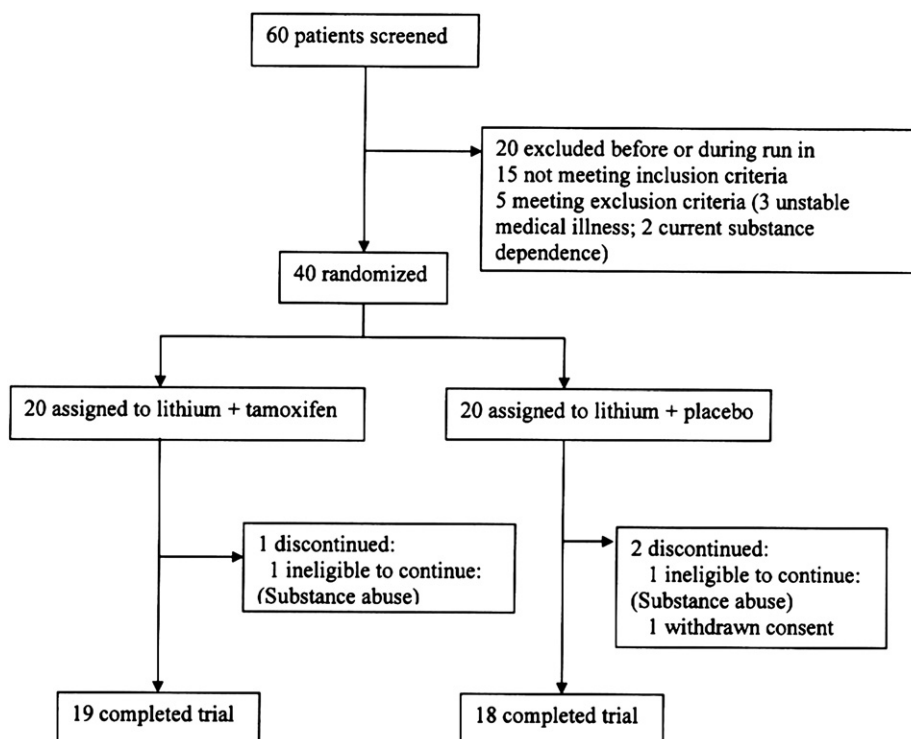 60 patients screened
20 excluded before or during run in
15 not meeting inclusion criteria
5 meeting exclusion criteria (3 unstable
medical illness; 2 current substance
dependence)
40 randomized
20 assigned to lithium + tamoxifen
20 assigned to lithium + placebo
1 discontinued:
1 ineligible to continue:
(Substance abuse)
2 discontinued:
1 ineligible to continue:
(Substance abuse)
1 withdrawn consent
19 completed trial
18 completed trial